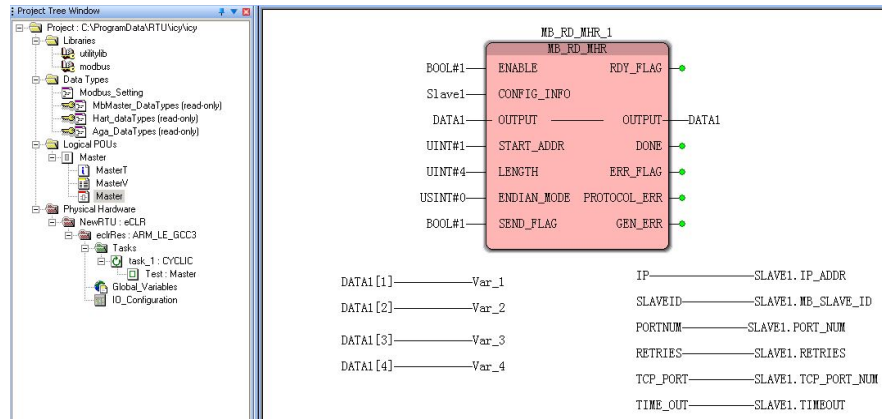 Project Tree Window
Project : C:\ProgramData\RTU\icy\icy
Libraries
utilitylib
modbus
Data Types
Modbus_Setting
MbMaster_DataTypes (read-only)
Hart_dataTypes (read-only)
Aga_DataTypes (read-only)
Logical POUs
Master
MasterT
MasterV
Master
Physical Hardware
NewRTU : eCLR
eclrRes : ARM_LE_GCC3
Tasks
task_1 : CYCLIC
Test : Master
Global_Variables
IO_Configuration
MB_RD_MHR_1
MB_RD_MHR
BOOL#1 ENABLE RDY_FLAG
Slave1 CONFIG_INFO
DATA1 OUTPUT OUTPUT DATA1
UINT#1 START_ADDR DONE
UINT#4 LENGTH ERR_FLAG
USINT#0 ENDIAN_MODE PROTOCOL_ERR
BOOL#1 SEND_FLAG GEN_ERR
DATA1[1] Var_1
DATA1[2] Var_2
DATA1[3] Var_3
DATA1[4] Var_4
IP SLAVE1.IP_ADDR
SLAVEID SLAVE1.MB_SLAVE_ID
PORTNUM SLAVE1.PORT_NUM
RETRIES SLAVE1.RETRIES
TCP_PORT SLAVE1.TCP_PORT_NUM
TIME_OUT SLAVE1.TIMEOUT